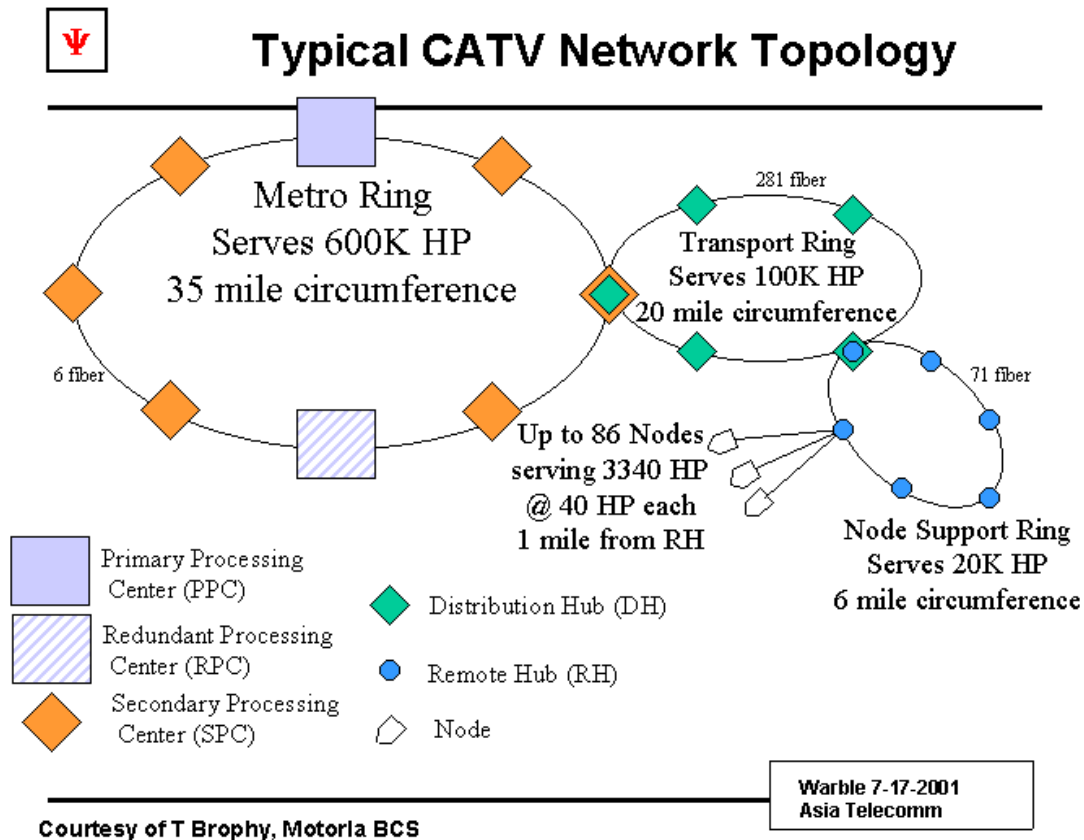 Ψ
Typical CATV Network Topology
Metro Ring
Serves 600K HP
35 mile circumference
6 fiber
281 fiber
Transport Ring
Serves 100K HP
20 mile circumference
71 fiber
Up to 86 Nodes
serving 3340 HP
@ 40 HP each
1 mile from RH
Node Support Ring
Serves 20K HP
6 mile circumference
Primary Processing
Center (PPC)
Redundant Processing
Center (RPC)
Secondary Processing
Center (SPC)
Distribution Hub (DH)
Remote Hub (RH)
Node
Warble 7-17-2001
Asia Telecomm
Courtesy of T Brophy, Motorla BCS